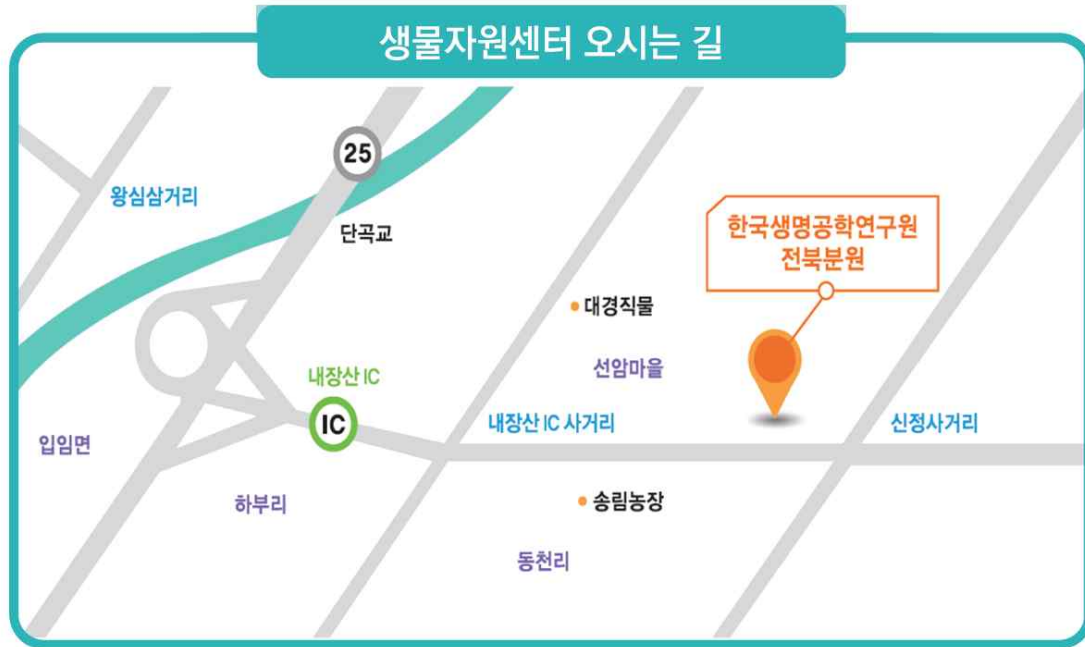 생물자원센터 오시는 길
25
왕심삼거리
단곡교
한국생명공학연구원
전북분원
대경직물
선암마을
내장산 IC
IC
내장산 IC 사거리
신정사거리
입임면
하부리
송림농장
동천리